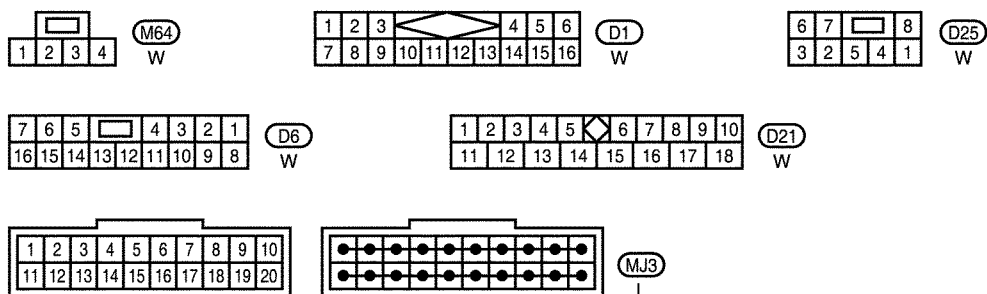 1 2 3 4 M64 W
1 2 3 4 5 6 D1
7 8 9 10 11 12 13 14 15 16 W
6 7 8 D25
3 2 5 4 1 W
7 6 5 4 3 2 1 D6
16 15 14 13 12 11 10 9 8 W
1 2 3 4 5 6 7 8 9 10 D21
11 12 13 14 15 16 17 18 W
1 2 3 4 5 6 7 8 9 10
11 12 13 14 15 16 17 18 19 20
MJ3